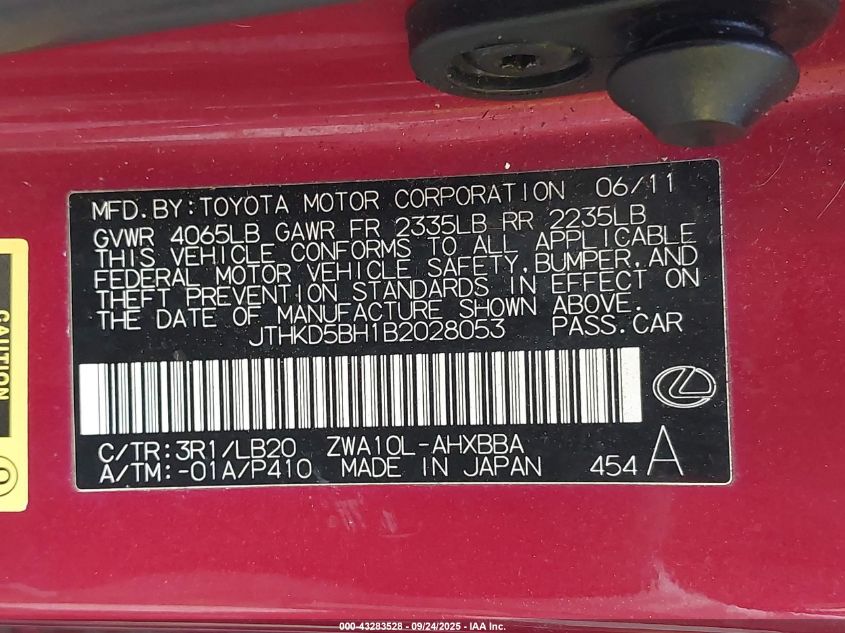 MFD.BY:TOYOTA MOTOR CORPORATION 06/11
GVWR 4065LB GAWR FR 2335LB RR 2235LB
THIS VEHICLE CONFORMS TO ALL APPLICABLE
FEDERAL MOTOR VEHICLE SAFETY,BUMPER,AND
THEFT PREVENTION STANDARDS IN EFFECT ON
THE DATE OF MANUFACTURE SHOWN ABOVE.
JTHKD5BH1B2028053 PASS.CAR
C/TR:3R1/LB20 ZWA10L-AHXBBA
A/TM:-01A/P410 MADE IN JAPAN 454 A
CAUTION
000-43283528 - 09/24/2025 - IAA Inc.